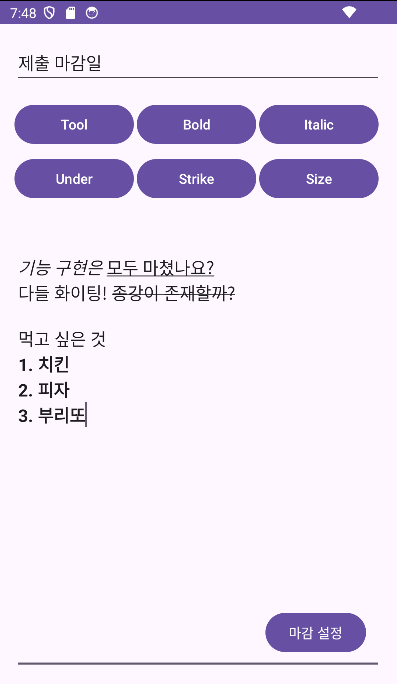 7:48
제출 마감일
Tool Bold Italic
Under Strike Size
기능 구현은 모두 마쳤나요?
다들 화이팅! 종강이 존재할까?
먹고 싶은 것
1. 치킨
2. 피자
3. 부리또
마감 설정